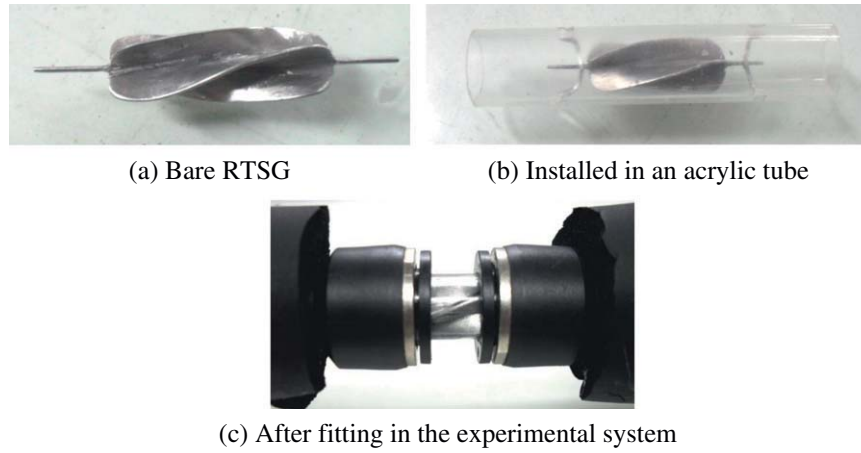 (a) Bare RTSG
(b) Installed in an acrylic tube
(c) After fitting in the experimental system